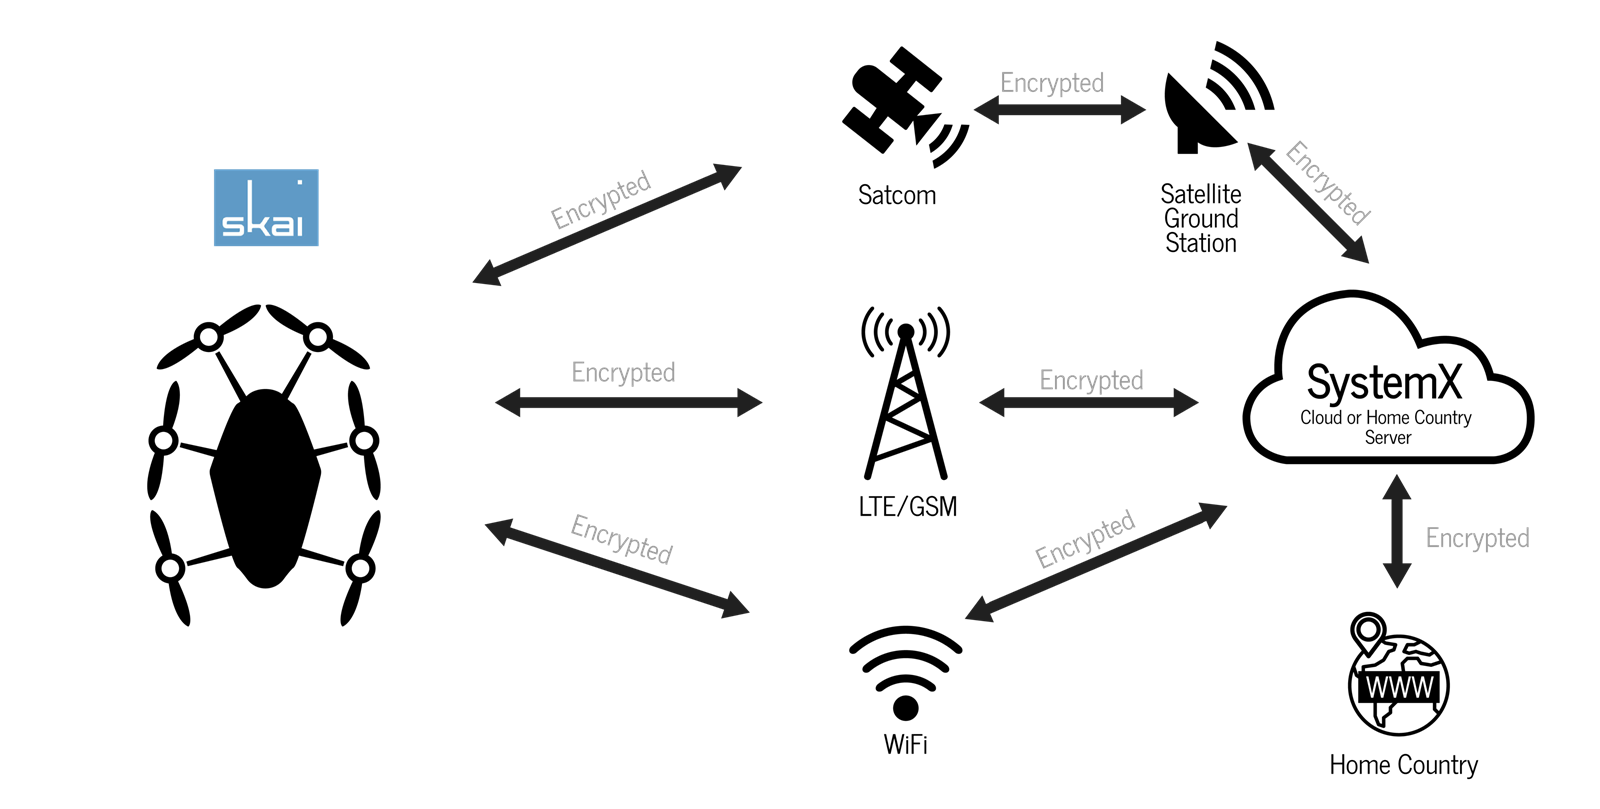 skai
Encrypted
Encrypted
Encrypted
Satcom
Encrypted
Satellite
Ground
Station
Encrypted
LTE/GSM
Encrypted
SystemX
Cloud or Home Country
Server
WiFi
Encrypted
Encrypted
WWW
Home Country